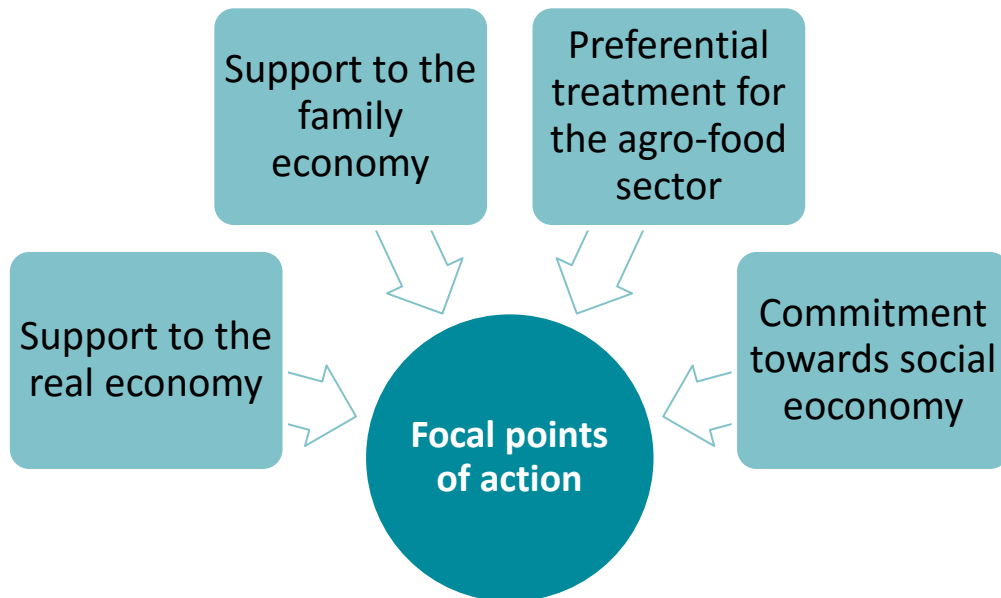 Support to the
real economy
Support to the
family
economy
Preferential
treatment for
the agro-food
sector
Commitment
towards social
eoconomy
Focal points
of action